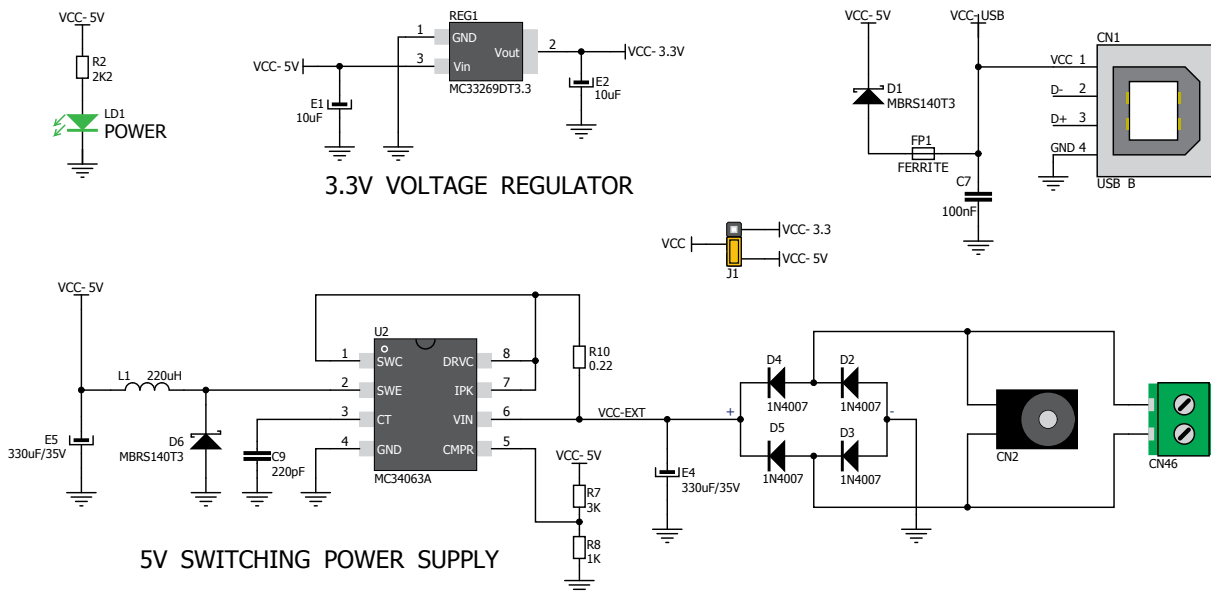 VCC-5V
R2
2K2
LD1
POWER
REG1
1
GND
Vout
2
VCC-3.3V
VCC-5V
3
Vin
MC33269DT3.3
E1
10uF
E2
10uF
3.3V VOLTAGE REGULATOR
VCC-5V
VCC-USB
CN1
VCC 1
D- 2
D+ 3
GND 4
USB B
D1
MBRS140T3
FP1
FERRITE
C7
100nF
VCC
VCC-3.3
VCC-5V
J1
VCC-5V
L1 220uH
E5
330uF/35V
D6
MBRS140T3
C9
220pF
U2
1 SWC DRVC 8
2 SWE IPK 7
3 CT VIN 6
4 GND CMPR 5
MC34063A
R10
0.22
VCC-EXT
VCC-5V
R7
3K
R8
1K
E4
330uF/35V
+
-
D4
1N4007
D2
1N4007
D5
1N4007
D3
1N4007
CN2
CN46
5V SWITCHING POWER SUPPLY